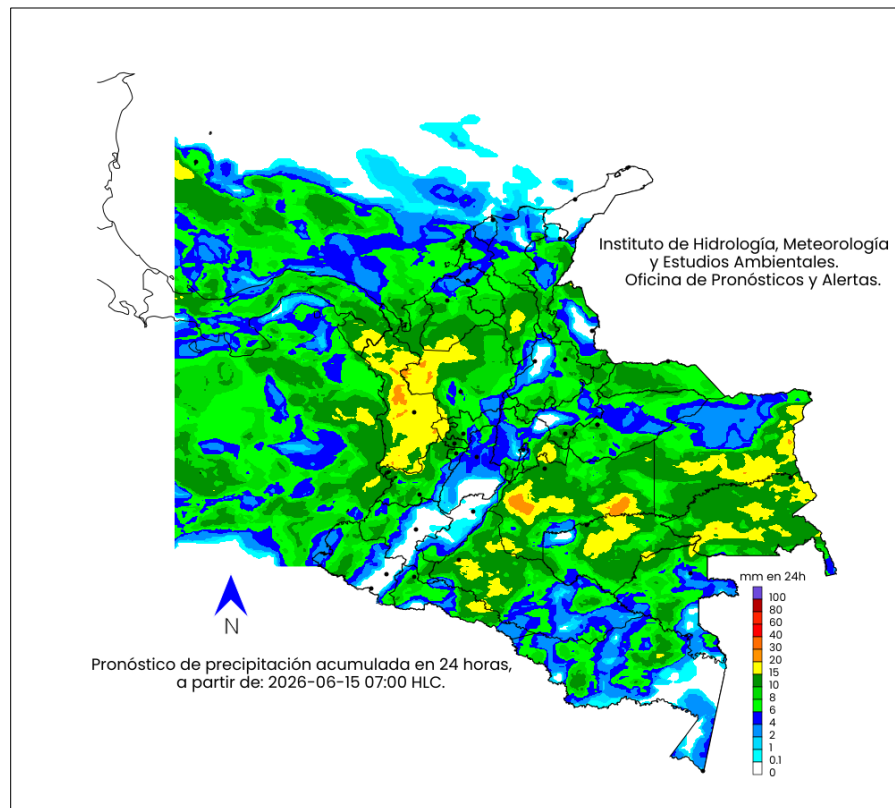 Instituto de Hidrología, Meteorología
y Estudios Ambientales.
Oficina de Pronósticos y Alertas.
mm en 24h
100
80
60
40
30
20
15
10
8
6
4
2
1
0.1
0
N
Pronóstico de precipitación acumulada en 24 horas,
a partir de: 2026-06-15 07:00 HLC.